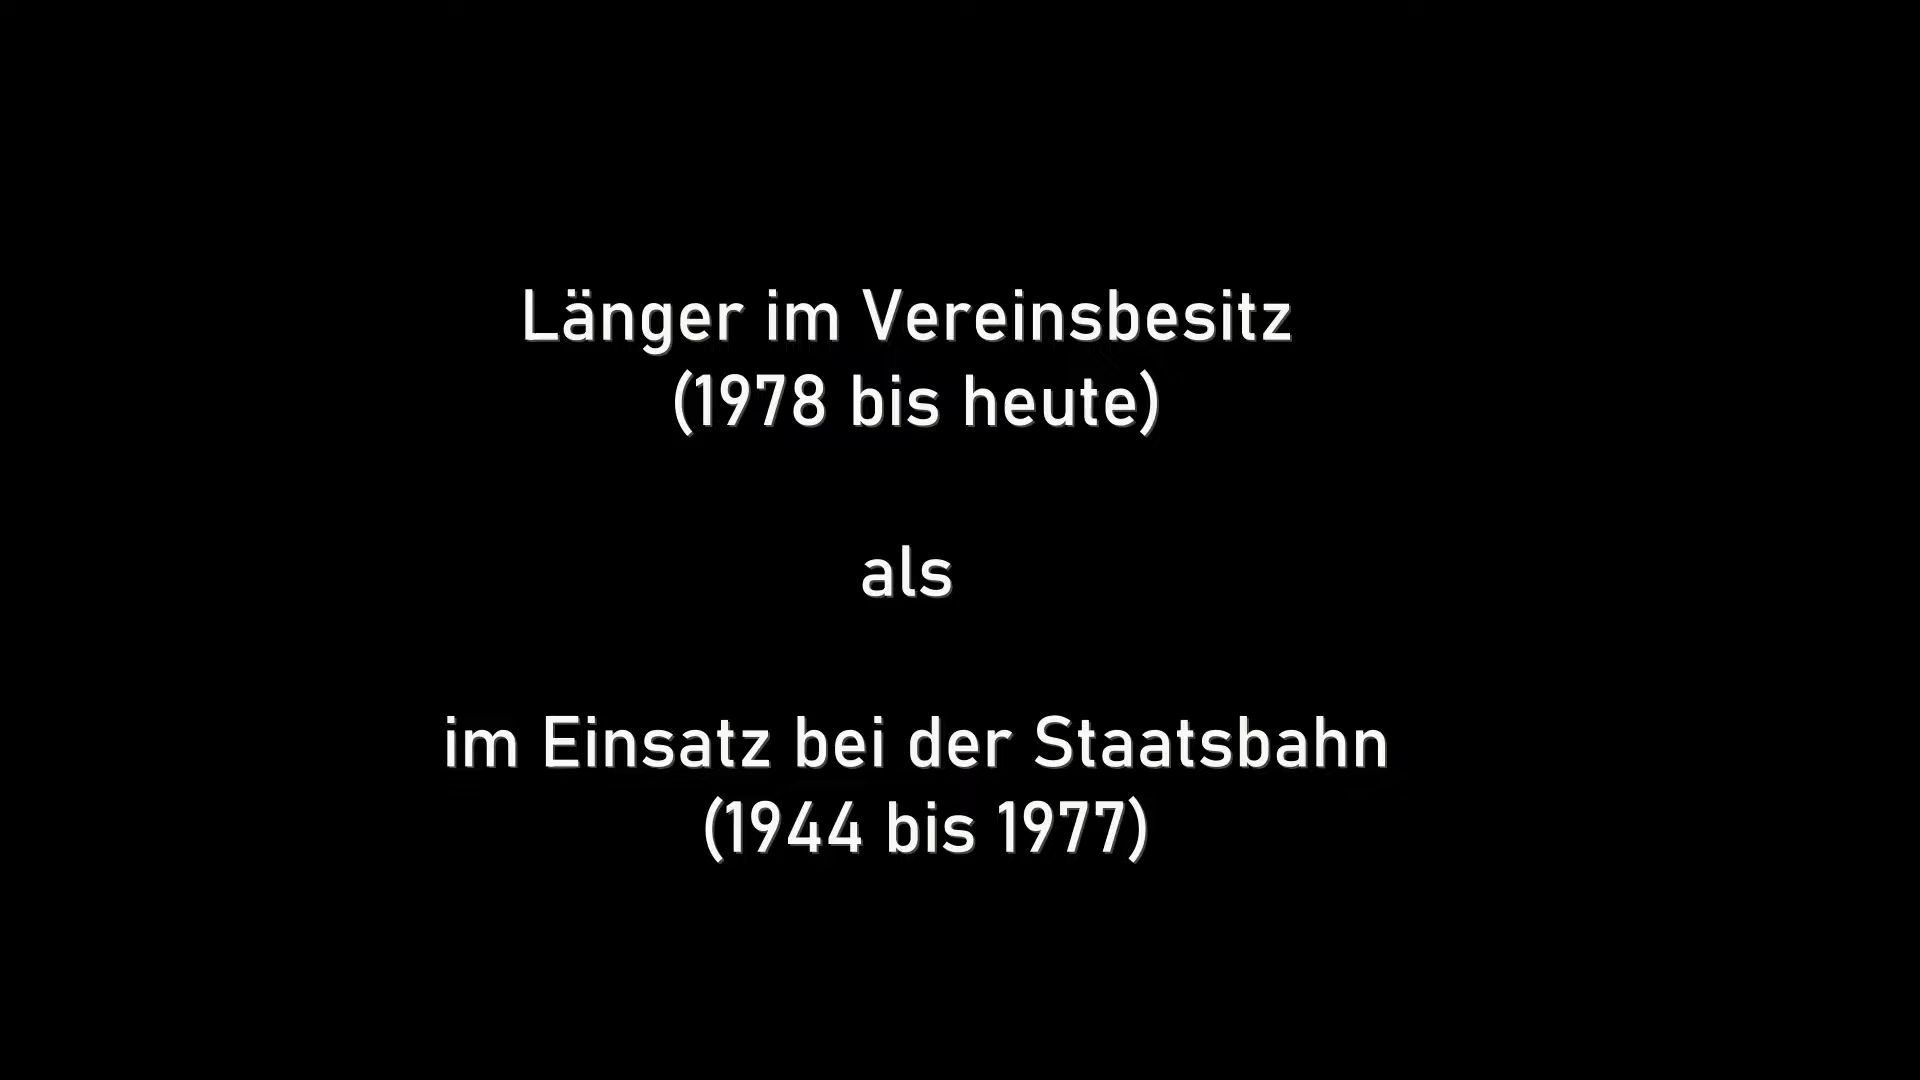 Länger im Vereinsbesitz
(1978 bis heute)
als
im Einsatz bei der Staatsbahn
(1944 bis 1977)